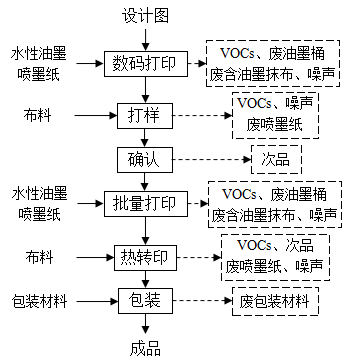 设计图
水性油墨
喷墨纸
数码打印
VOCs、废油墨桶
废含油墨抹布、噪声
布料
打样
VOCs、噪声
废喷墨纸
确认
次品
水性油墨
喷墨纸
批量打印
VOCs、废油墨桶
废含油墨抹布、噪声
布料
热转印
VOCs、次品
废喷墨纸、噪声
包装材料
包装
废包装材料
成品